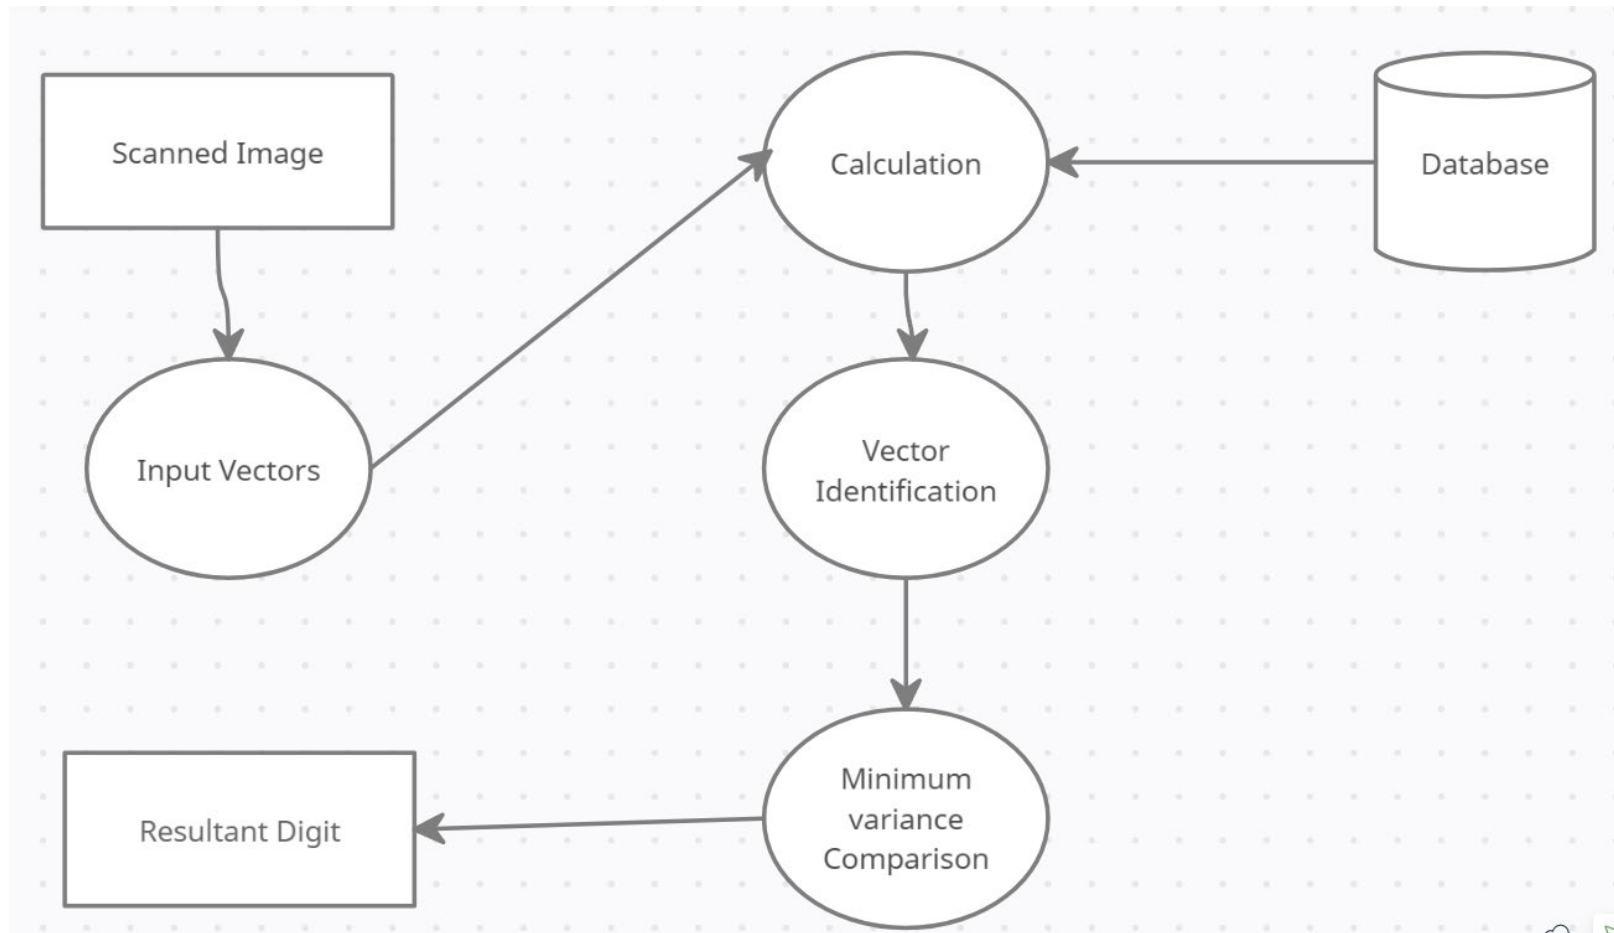 Scanned Image
Calculation
Database
Input Vectors
Vector
Identification
Minimum
variance
Comparison
Resultant Digit